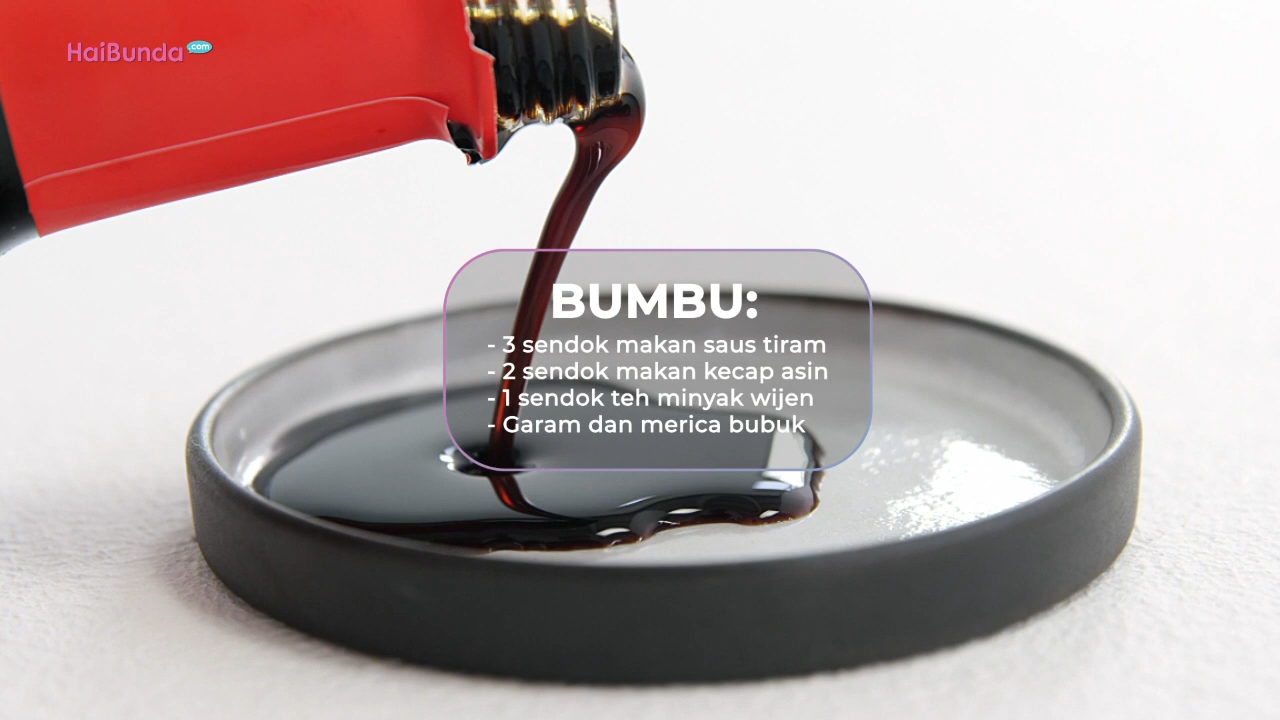 HaiBunda.com
BUMBU:
- 3 sendok makan saus tiram
- 2 sendok makan kecap asin
- 1 sendok teh minyak wijen
- Garam dan merica bubuk